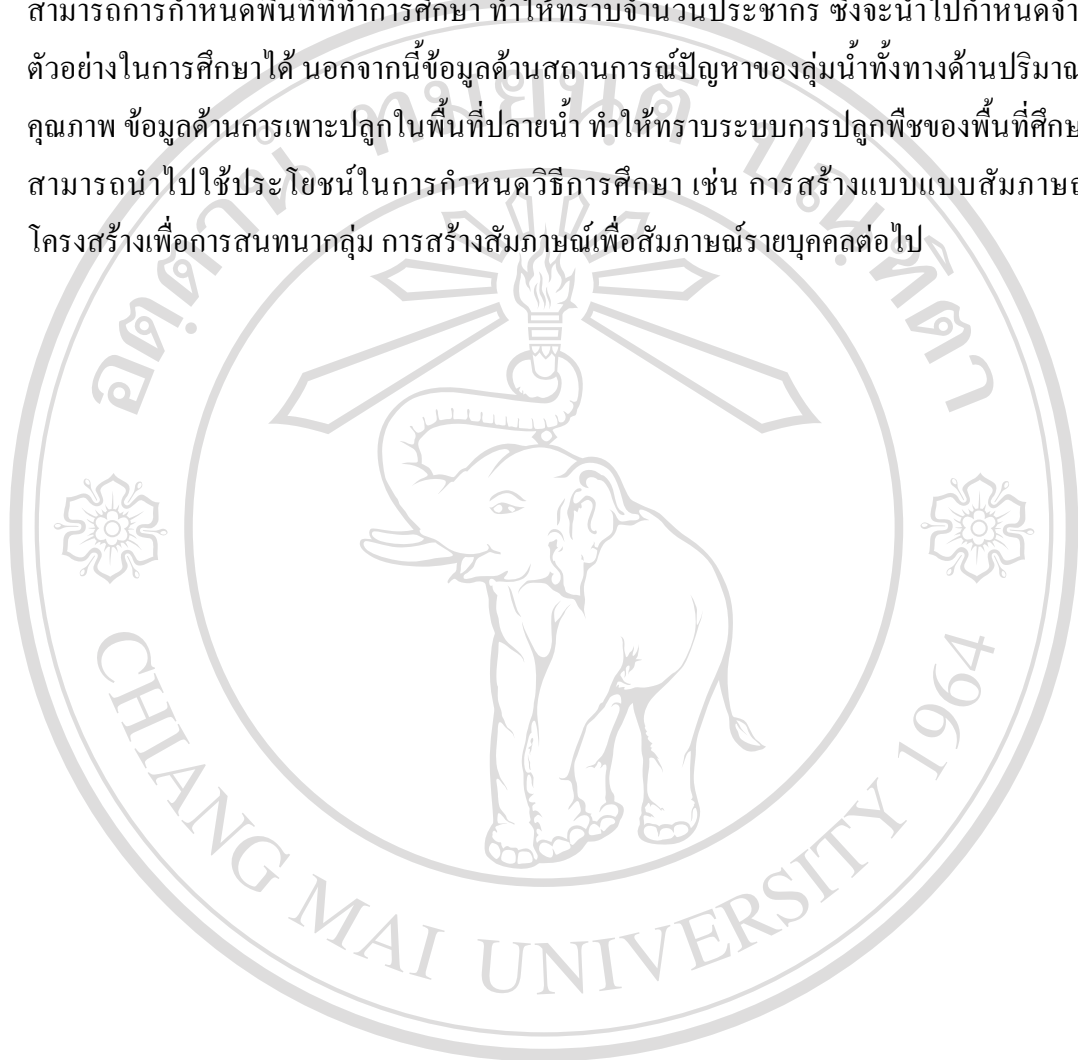 สามารถการกำหนดพื้นที่ที่ทำการศึกษา ทำให้ทราบจำนวนประชากร ซึ่งจะนำไปกำหนดจำ
ตัวอย่างในการศึกษาได้ นอกจากนี้ข้อมูลด้านสถานการณ์ปัญหาของลุ่มน้ำทั้งทางด้านปริมาณ
คุณภาพ ข้อมูลด้านการเพาะปลูกในพื้นที่ปลายน้ำ ทำให้ทราบระบบการปลูกพืชของพื้นที่ศึกษ
สามารถนำไปใช้ประโยชน์ในการกำหนดวิธีการศึกษา เช่น การสร้างแบบแบบสัมภาษณ
โครงสร้างเพื่อการสนทนากลุ่ม การสร้างสัมภาษณ์เพื่อสัมภาษณ์รายบุคคลต่อไป
อตฺตานํ ทมยนฺติ ปณฺฑิตา
CHIANG MAI UNIVERSITY 1964